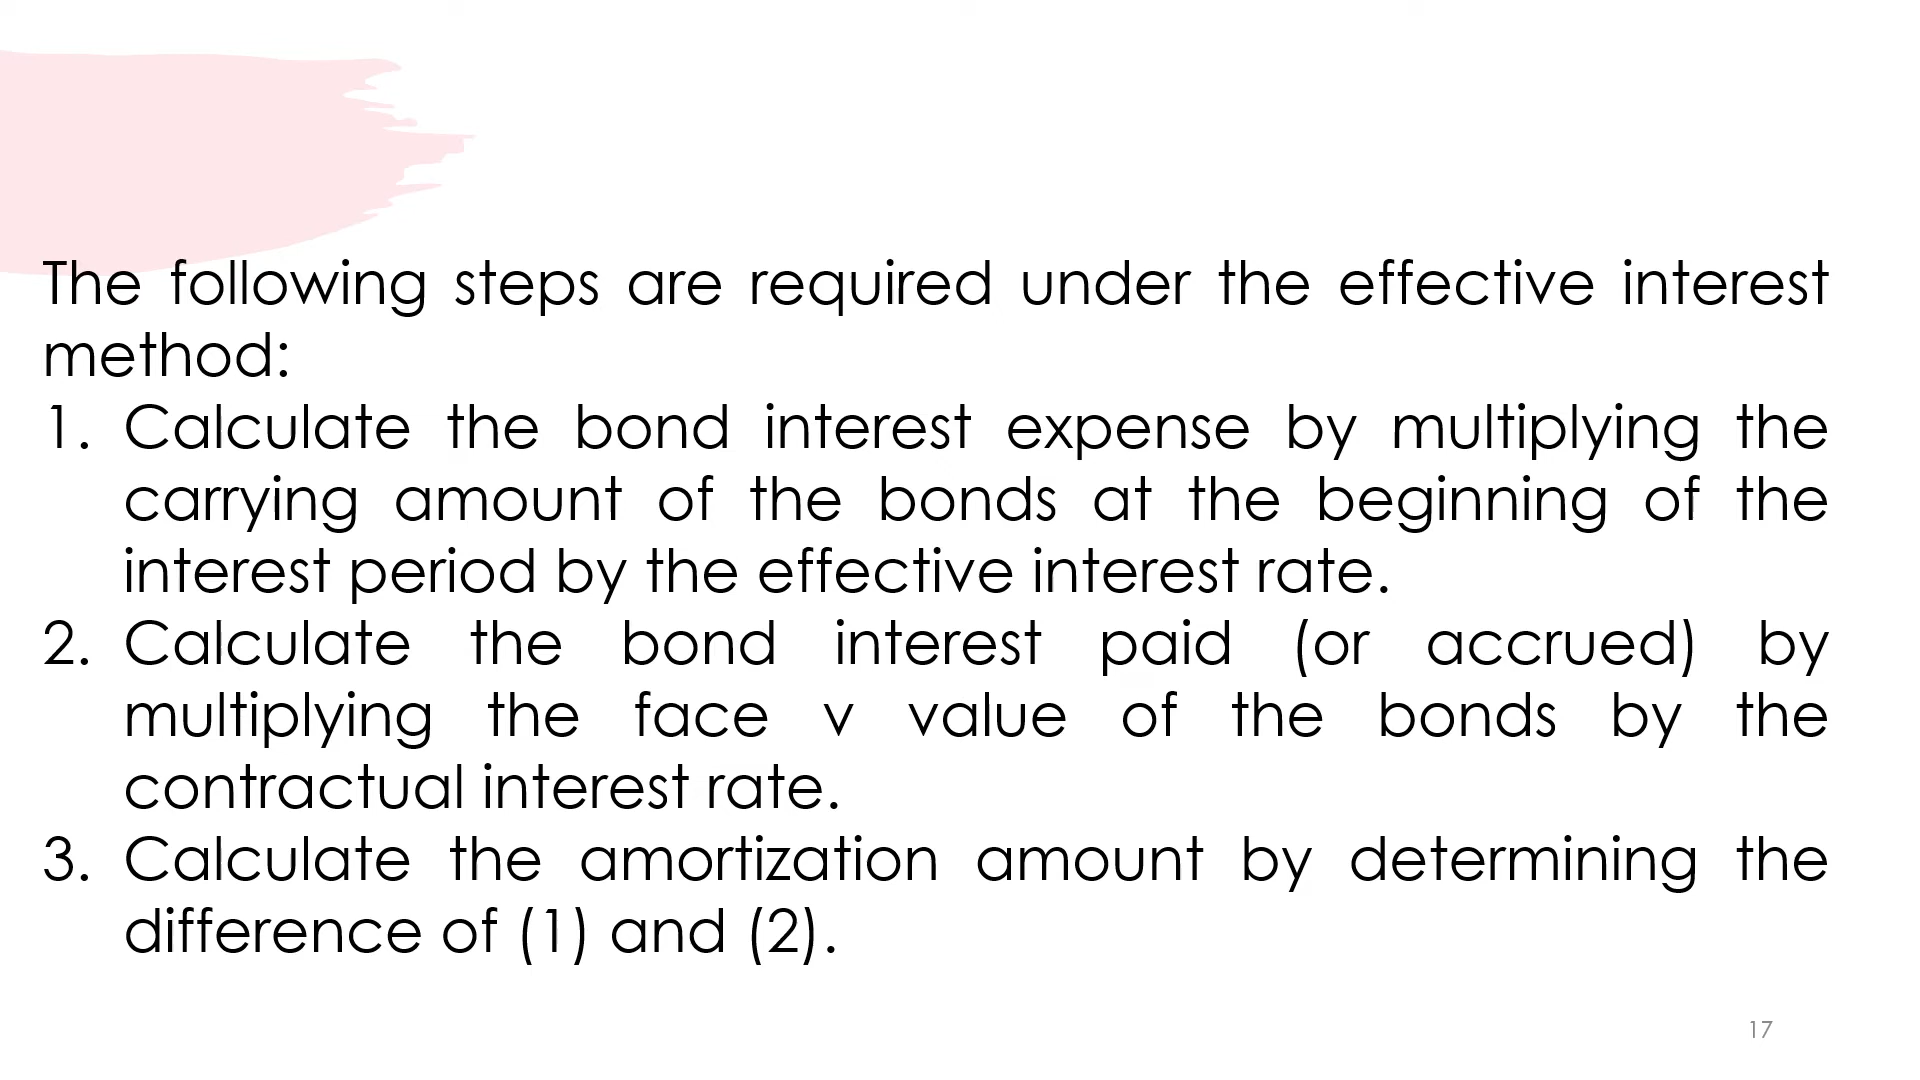 The following steps are required under the effective interest
method:
1. Calculate the bond interest expense by multiplying the
carrying amount of the bonds at the beginning of the
interest period by the effective interest rate.
2. Calculate the bond interest paid (or accrued) by
multiplying the face v value of the bonds by the
contractual interest rate.
3. Calculate the amortization amount by determining the
difference of (1) and (2).
17